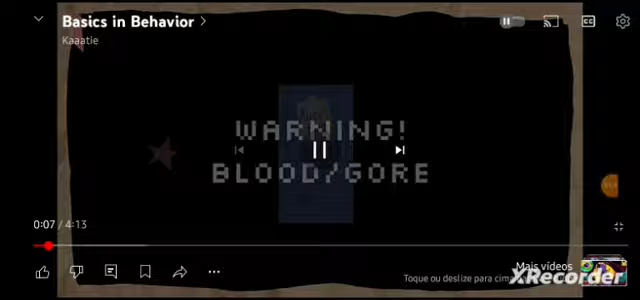 Basics in Behavior
Kaaatie
WARNING!
BLOOD/GORE
0:07 / 4:13
Mais vídeos
Toque ou deslize para cim
XRecorder